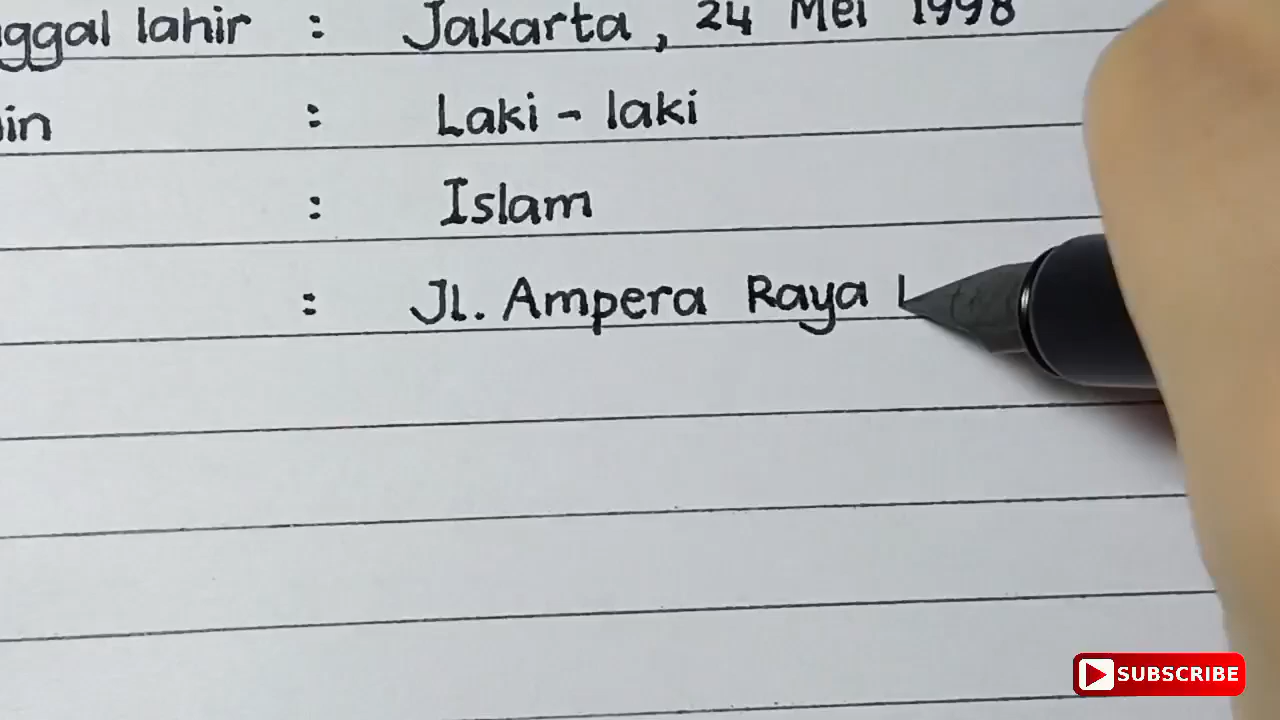 ggal lahir : Jakarta, 24 Mei 1998
in : Laki - laki
: Islam
: Jl. Ampera Raya
SUBSCRIBE